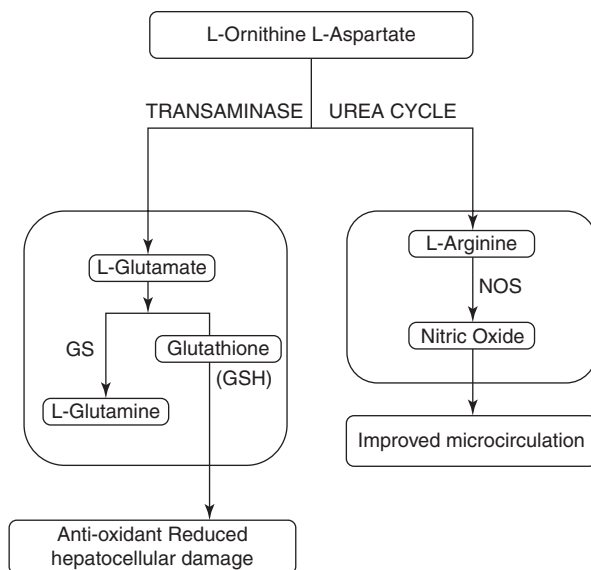 L-Ornithine L-Aspartate
TRANSAMINASE
UREA CYCLE
L-Glutamate
GS
Glutathione
(GSH)
L-Glutamine
L-Arginine
NOS
Nitric Oxide
Improved microcirculation
Anti-oxidant Reduced
hepatocellular damage